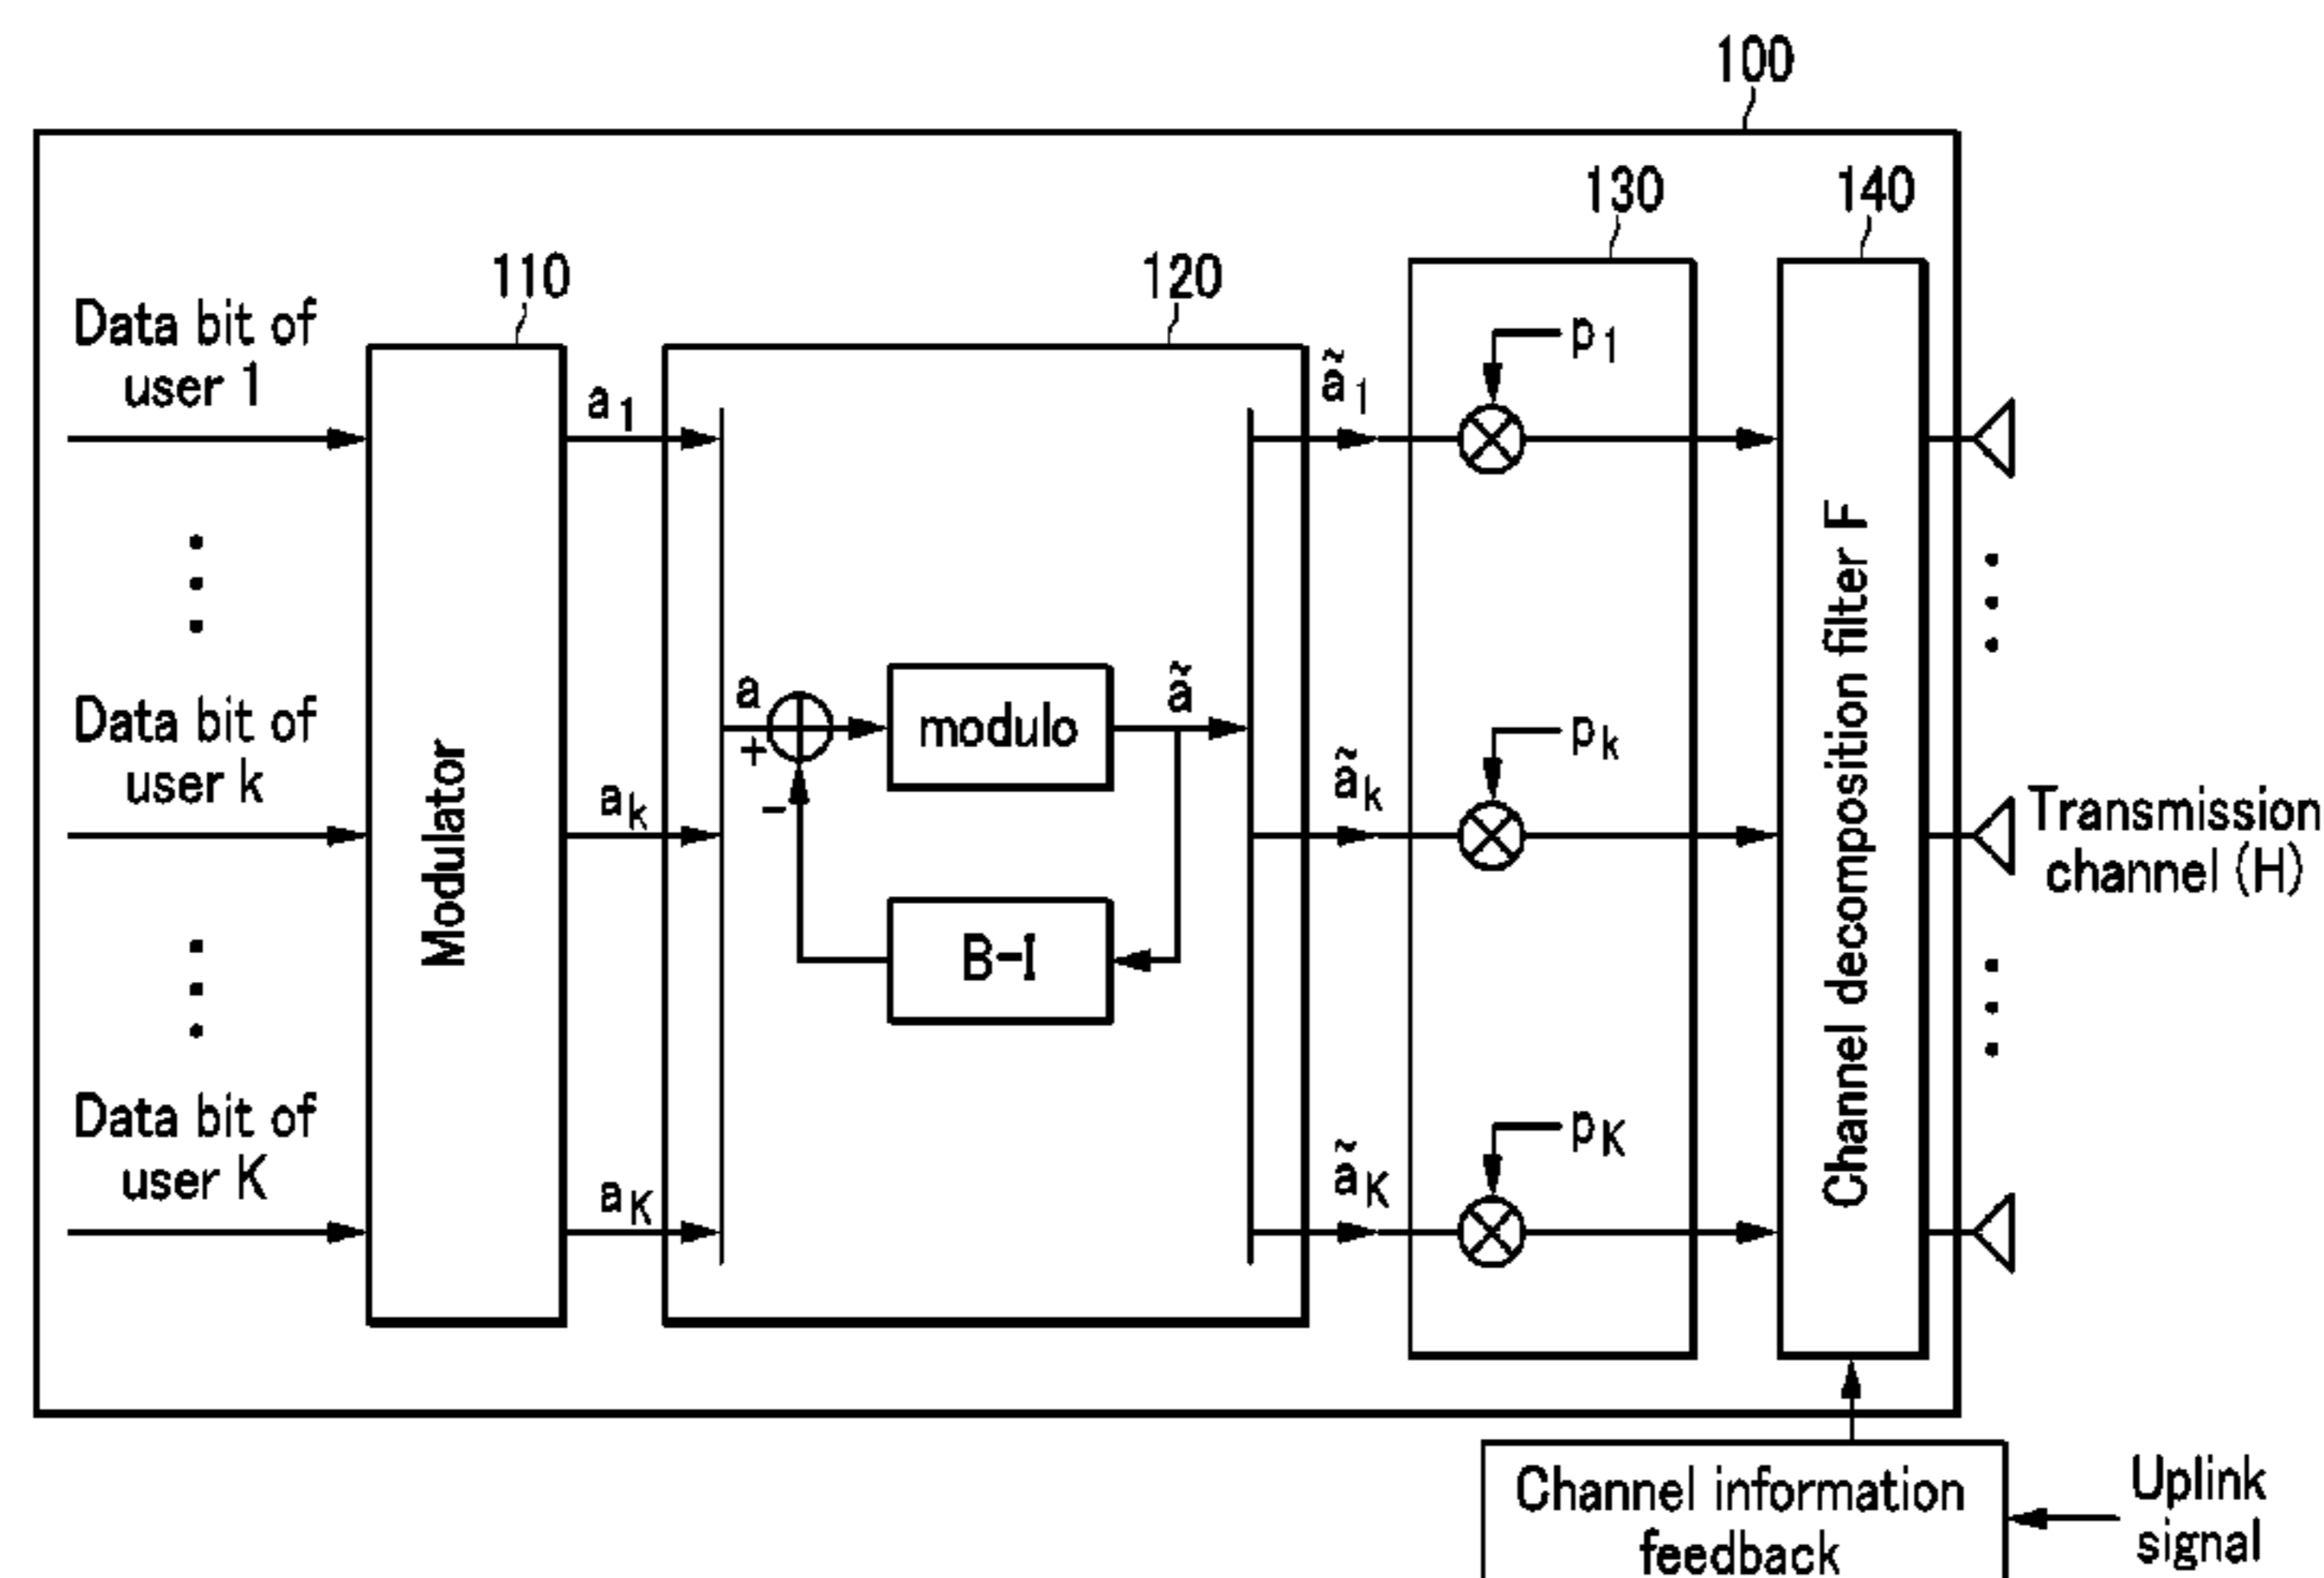 100
130
140
110
120
Data bit of
user 1
a1
ã1
p1
Data bit of
user k
Modulator
ak
a
+
-
modulo
ã
B-I
ãk
pk
Channel decomposition filter F
Transmission
channel (H)
Data bit of
user K
aK
ãK
pK
Channel information
feedback
Uplink
signal